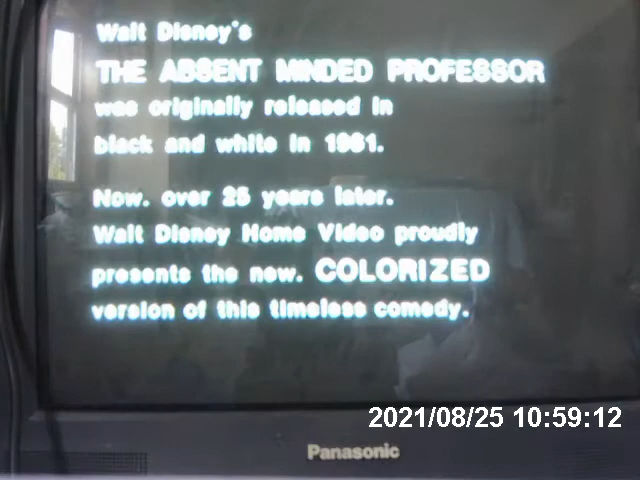 Walt Disney's
THE ABSENT MINDED PROFESSOR
was originally released in
black and white in 1961.
Now, over 25 years later,
Walt Disney Home Video proudly
presents the new, COLORIZED
version of this timeless comedy.
2021/08/25 10:59:12
Panasonic